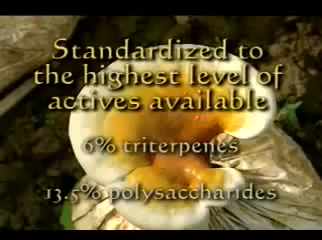 Standardized to
the highest level of
actives available
6% triterpenes
13.5% polysaccharides